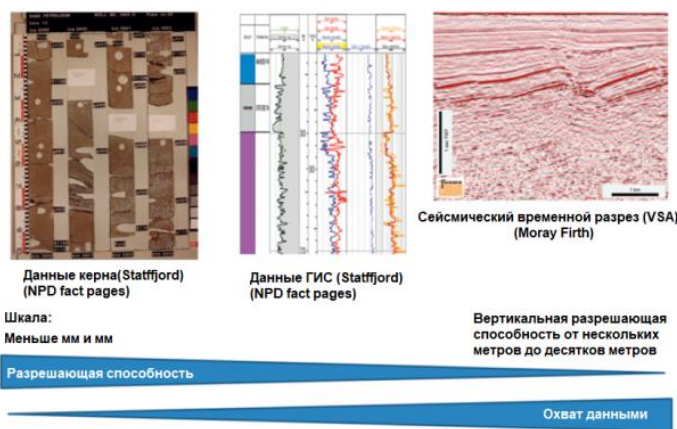 Сейсмический временной разрез (VSA)
(Moray Firth)
Данные керна(Statffjord)
(NPD fact pages)
Данные ГИС (Statffjord)
(NPD fact pages)
Шкала:
Меньше мм и мм
Вертикальная разрешающая
способность от нескольких
метров до десятков метров
Разрешающая способность
Охват данными